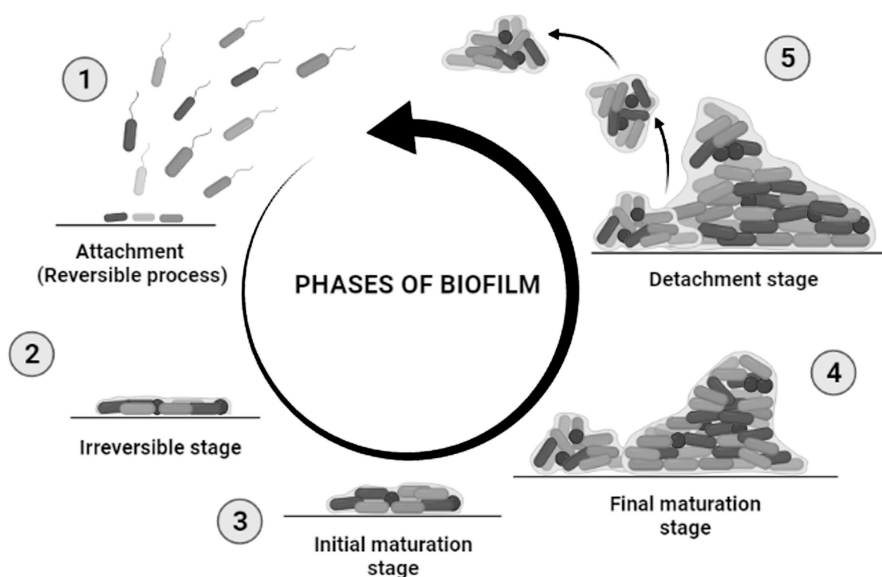 1
Attachment
(Reversible process)
2
Irreversible stage
3
Initial maturation
stage
4
Final maturation
stage
5
Detachment stage
PHASES OF BIOFILM